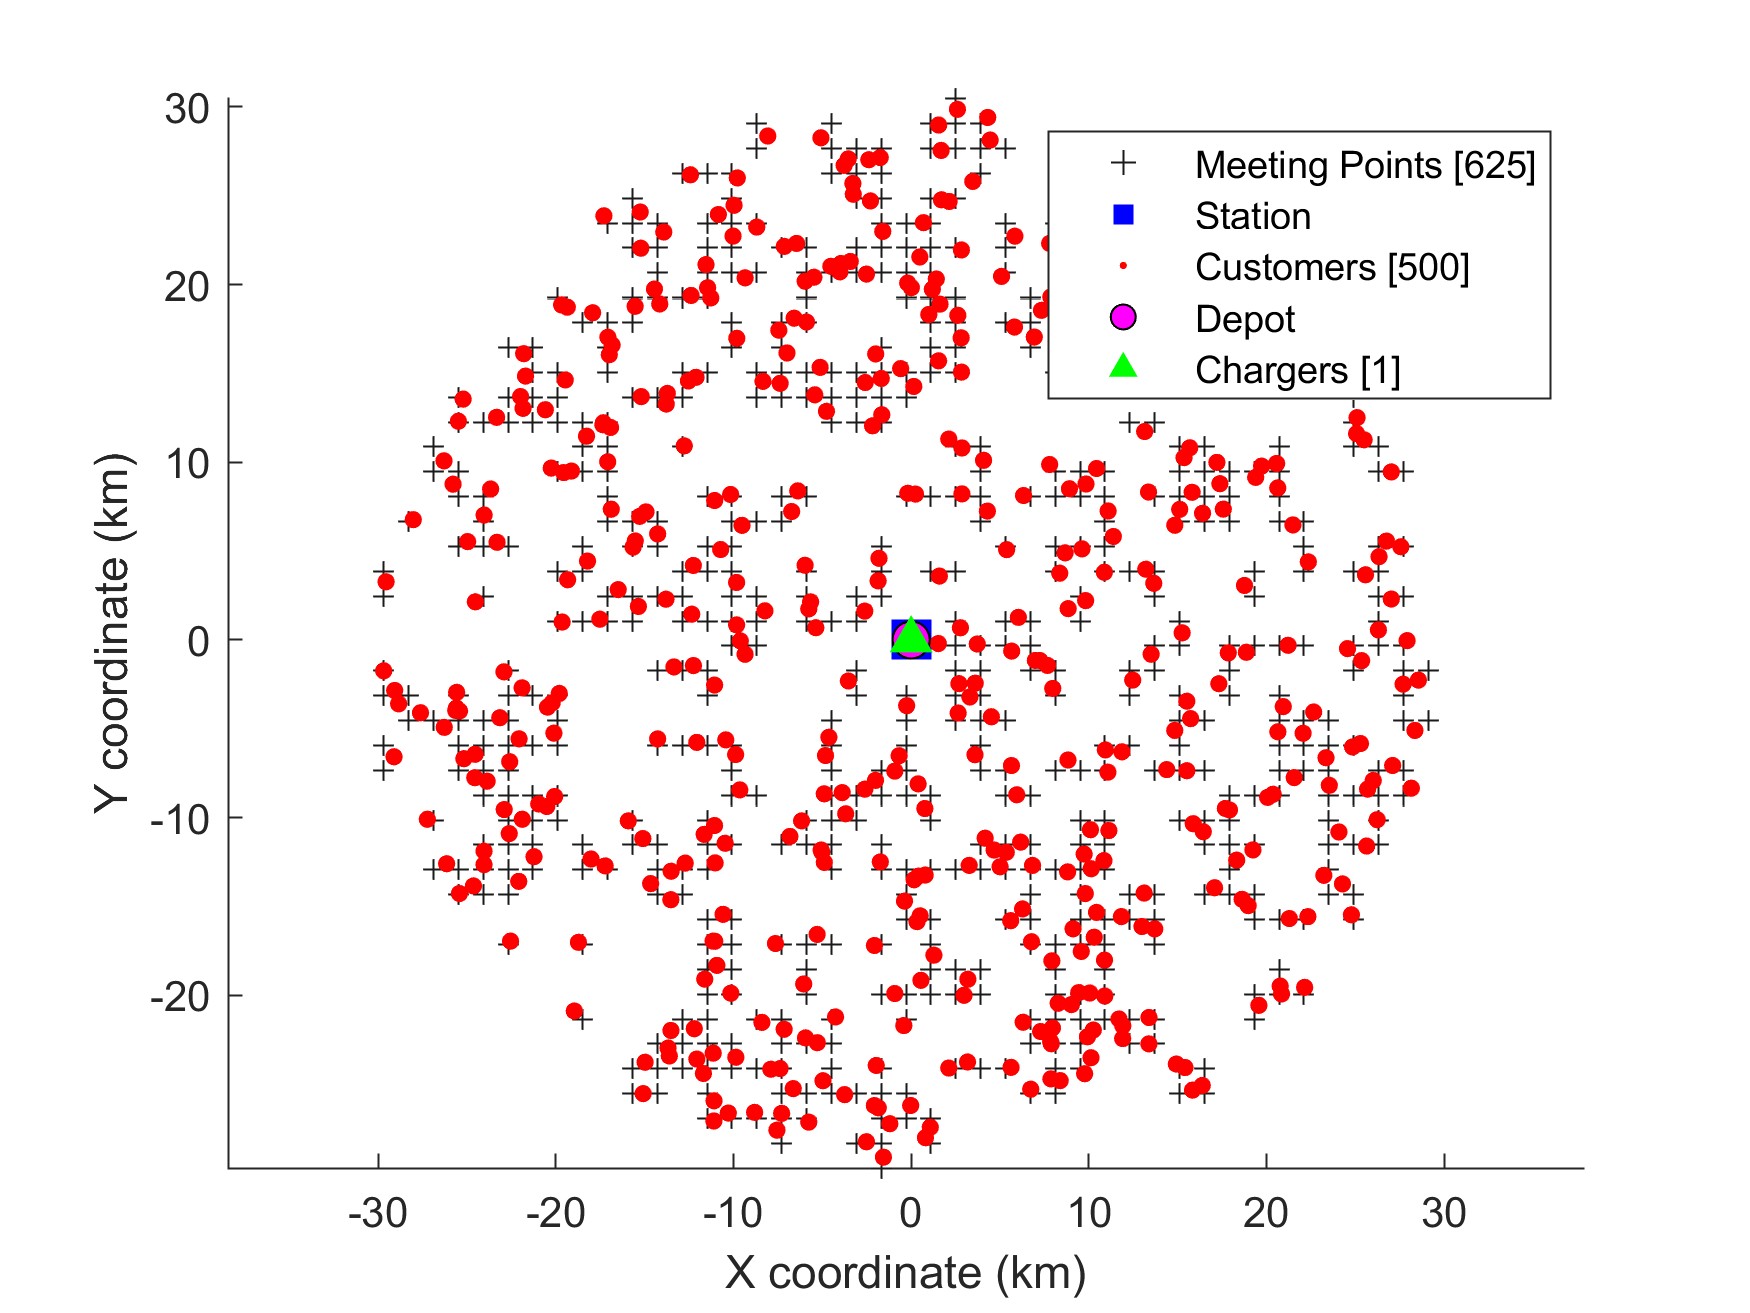 30
20
10
0
-10
-20
Y coordinate (km)
Meeting Points [625]
Station
Customers [500]
Depot
Chargers [1]
-30
-20
-10
0
10
20
30
X coordinate (km)